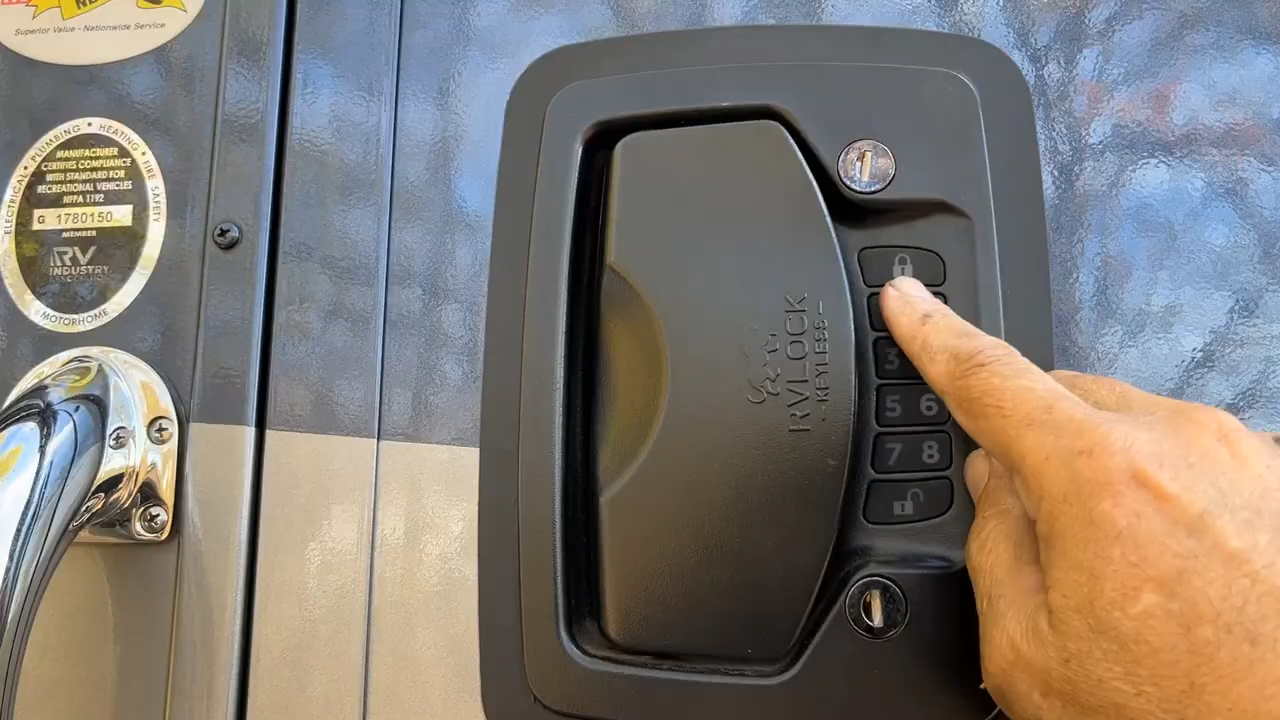 Superior Value - Nationwide Service
ELECTRICAL • PLUMBING • HEATING • FIRE SAFETY
MANUFACTURER
CERTIFIES COMPLIANCE
WITH STANDARD FOR
RECREATIONAL VEHICLES
NFPA 1192
G 1780150
MEMBER
RV
INDUSTRY
ASSOCIATION
MOTORHOME
RVLOCK
-KEYLESS-
3
5 6
7 8